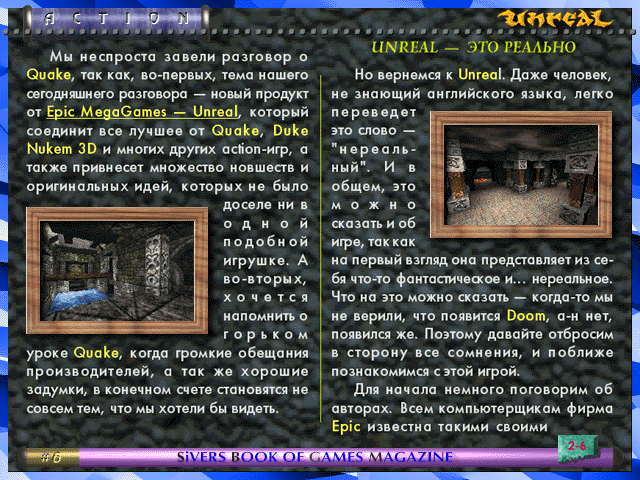 ACTION
Unreal
Мы неспроста завели разговор о
Quake, так как, во-первых, тема нашего
сегодняшнего разговора — новый продукт
от Epic MegaGames — Unreal, который
соединит все лучшее от Quake, Duke
Nukem 3D и многих других action-игр, а
также привнесет множество новшеств и
оригинальных идей, которых не было
доселе ни в
одной
подобной
игрушке. А
во-вторых,
хочется
напомнить о
горьком
уроке Quake, когда громкие обещания
производителей, а так же хорошие
задумки, в конечном счете становятся не
совсем тем, что мы хотели бы видеть.
UNREAL — ЭТО РЕАЛЬНО
Но вернемся к Unreal. Даже человек,
не знающий английского языка, легко
переведет
это слово —
"нереаль-
ный". И в
общем, это
можно
сказать и об
игре, так как
на первый взгляд она представляет из се-
бя что-то фантастическое и... нереальное.
Что на это можно сказать — когда-то мы
не верили, что появится Doom, а-н нет,
появился же. Поэтому давайте отбросим
в сторону все сомнения, и поближе
познакомимся с этой игрой.
Для начала немного поговорим об
авторах. Всем компьютерщикам фирма
Epic известна такими своими
#6
SIVERS BOOK OF GAMES MAGAZINE
2-6